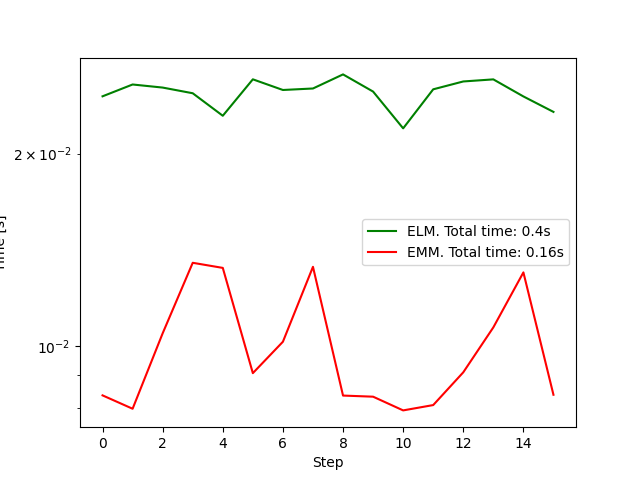 2 × 10⁻²
10⁻²
[s]
ELM. Total time: 0.4s
EMM. Total time: 0.16s
0 2 4 6 8 10 12 14
Step